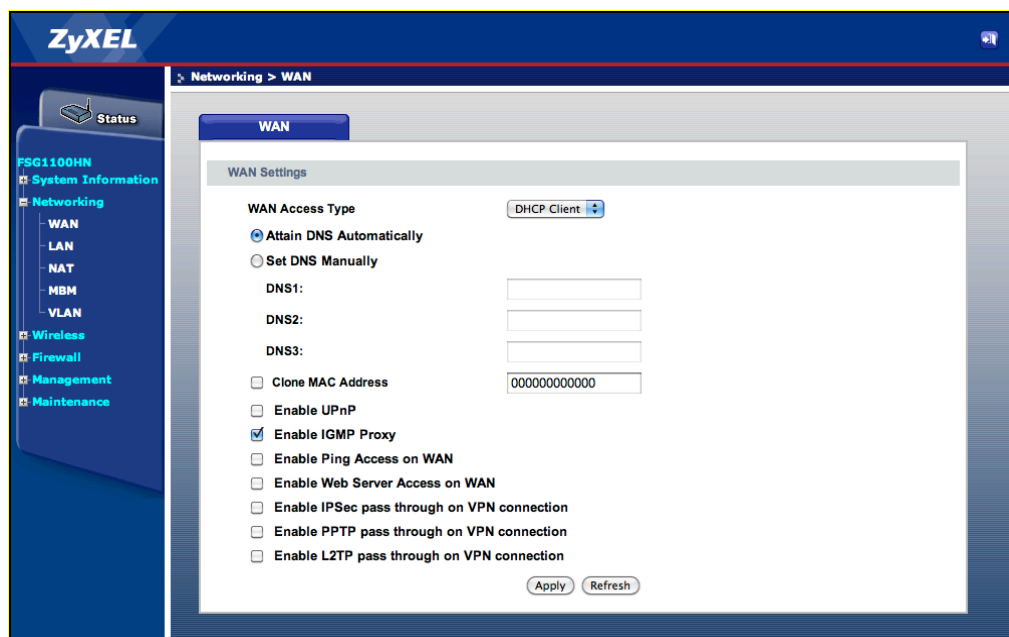 ZyXEL
Networking > WAN
Status
FSG1100HN
System Information
Networking
WAN
LAN
NAT
MBM
VLAN
Wireless
Firewall
Management
Maintenance
WAN
WAN Settings
WAN Access Type DHCP Client
Attain DNS Automatically
Set DNS Manually
DNS1:
DNS2:
DNS3:
Clone MAC Address 000000000000
Enable UPnP
Enable IGMP Proxy
Enable Ping Access on WAN
Enable Web Server Access on WAN
Enable IPSec pass through on VPN connection
Enable PPTP pass through on VPN connection
Enable L2TP pass through on VPN connection
Apply Refresh